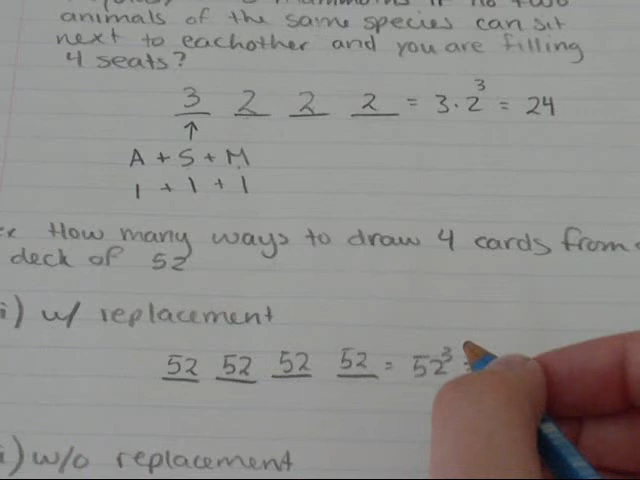 animals of the same species can sit
next to eachother and you are filling
4 seats?
3 2 2 2 = 3·2³ = 24
↑
A + S + M
1 + 1 + 1
How many ways to draw 4 cards from
deck of 52
i) w/ replacement
52 52 52 52 = 52³ =
i) w/o replacement